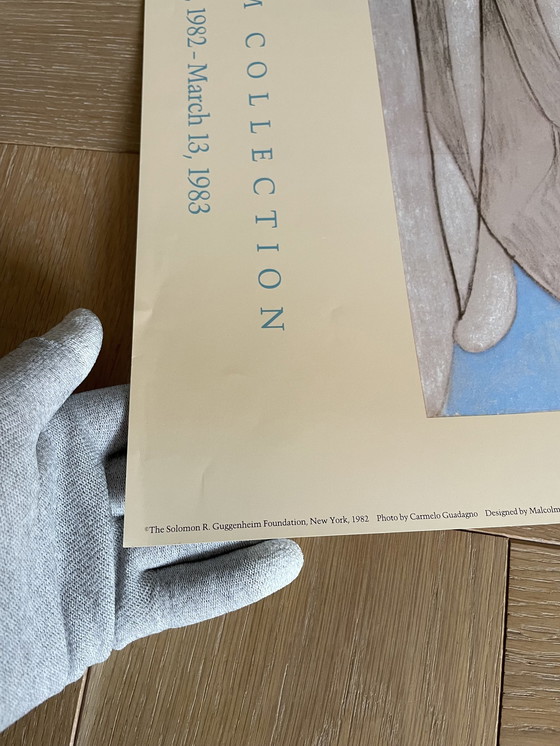 COLLECTION
1982 - March 13, 1983
©The Solomon R. Guggenheim Foundation, New York, 1982 Photo by Carmelo Guadagno Designed by Malcolm